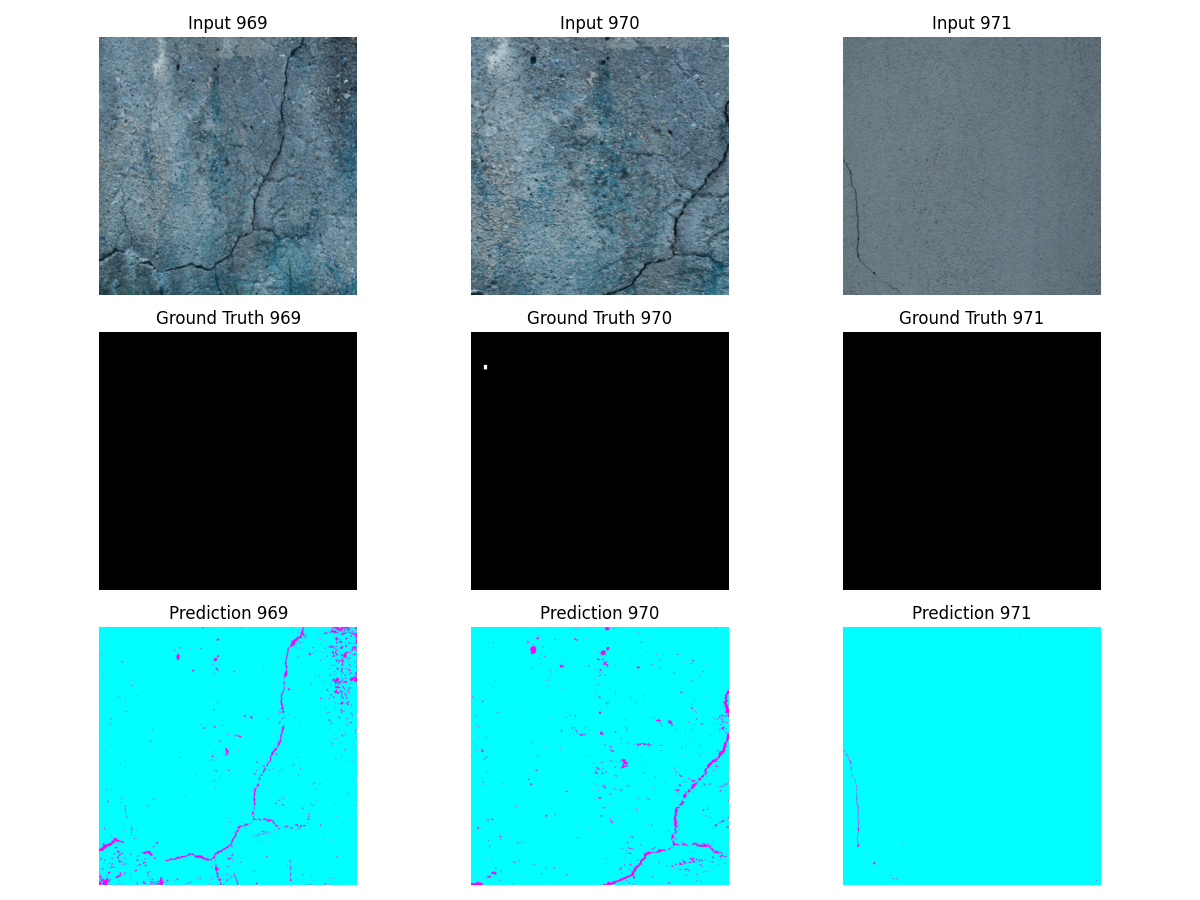 Input 969
Input 970
Input 971
Ground Truth 969
Ground Truth 970
Ground Truth 971
Prediction 969
Prediction 970
Prediction 971